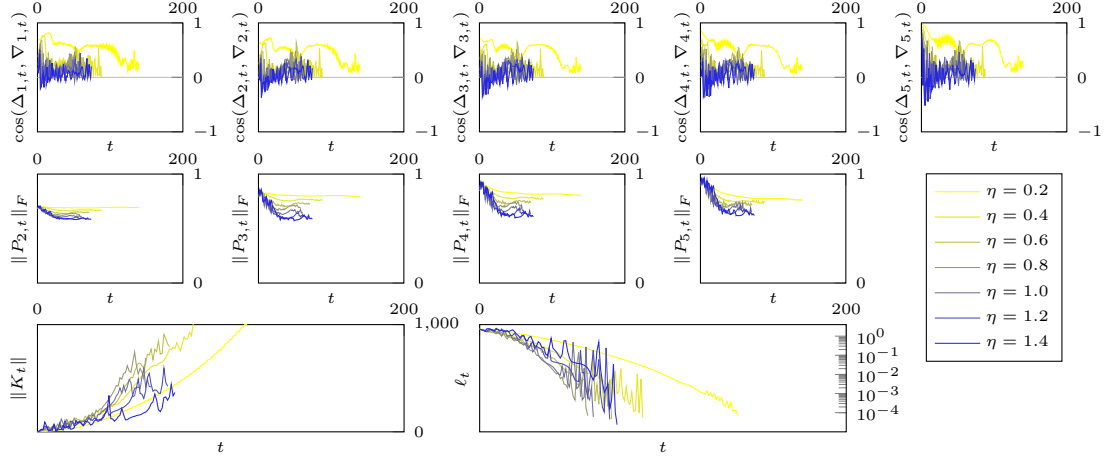 0 200 0 200 0 200 0 200 0 200
cos(Δ₁,ₜ, ∇₁,ₜ) 1 0 −1 t
cos(Δ₂,ₜ, ∇₂,ₜ) 1 0 −1 t
cos(Δ₃,ₜ, ∇₃,ₜ) 1 0 −1 t
cos(Δ₄,ₜ, ∇₄,ₜ) 1 0 −1 t
cos(Δ₅,ₜ, ∇₅,ₜ) 1 0 −1 t
0 200 0 200 0 200 0 200
‖P₂,ₜ‖F 1 0 t
‖P₃,ₜ‖F 1 0 t
‖P₄,ₜ‖F 1 0 t
‖P₅,ₜ‖F 1 0 t
η = 0.2
η = 0.4
η = 0.6
η = 0.8
η = 1.0
η = 1.2
η = 1.4
0 200 0 200
‖Kₜ‖ 1,000 0 t
ℓₜ 10⁰ 10⁻¹ 10⁻² 10⁻³ 10⁻⁴ t